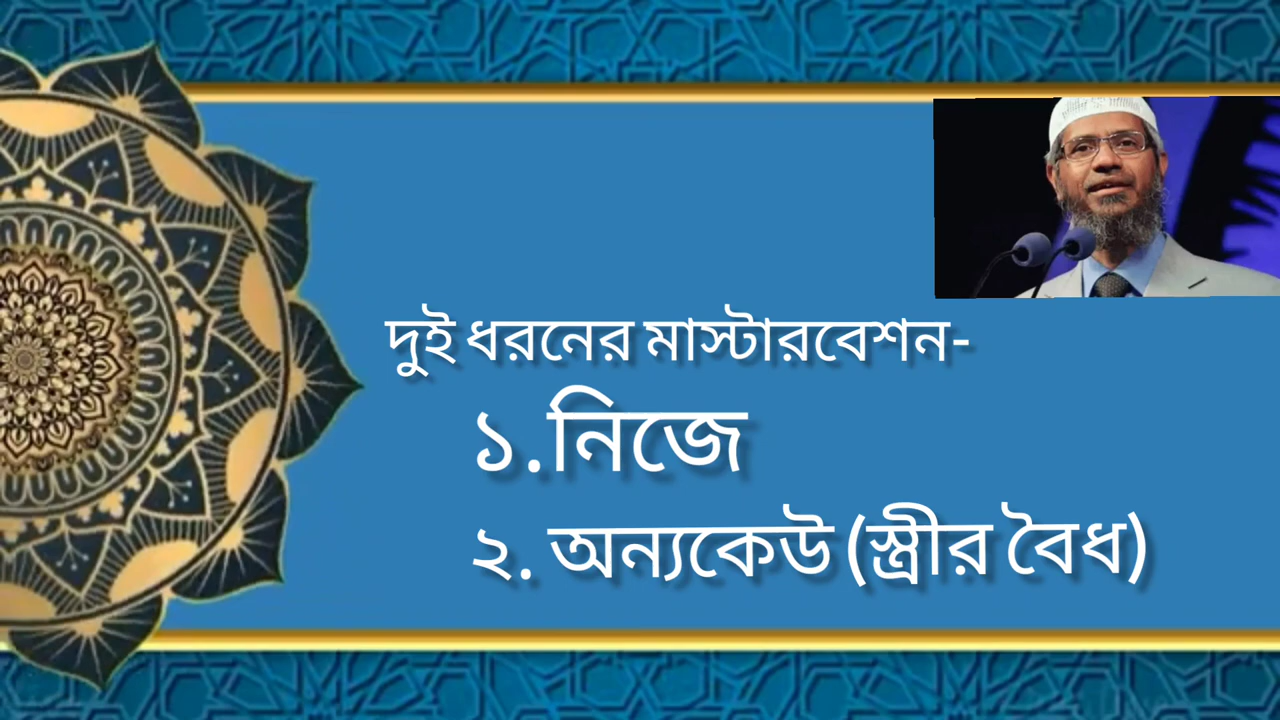 দুই ধরনের মাস্টারবেশন-
১.নিজে
২. অন্যকেউ (স্ত্রীর বৈধ)